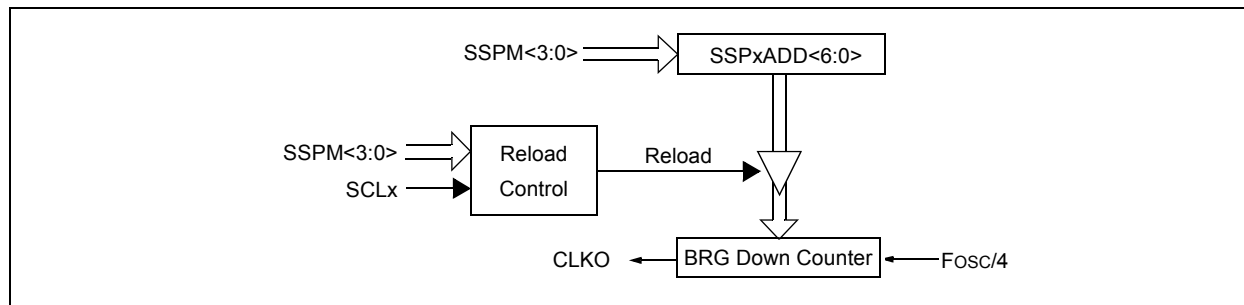 SSPM<3:0>
SSPxADD<6:0>
SSPM<3:0>
SCLx
Reload
Control
Reload
CLKO
BRG Down Counter
FOSC/4